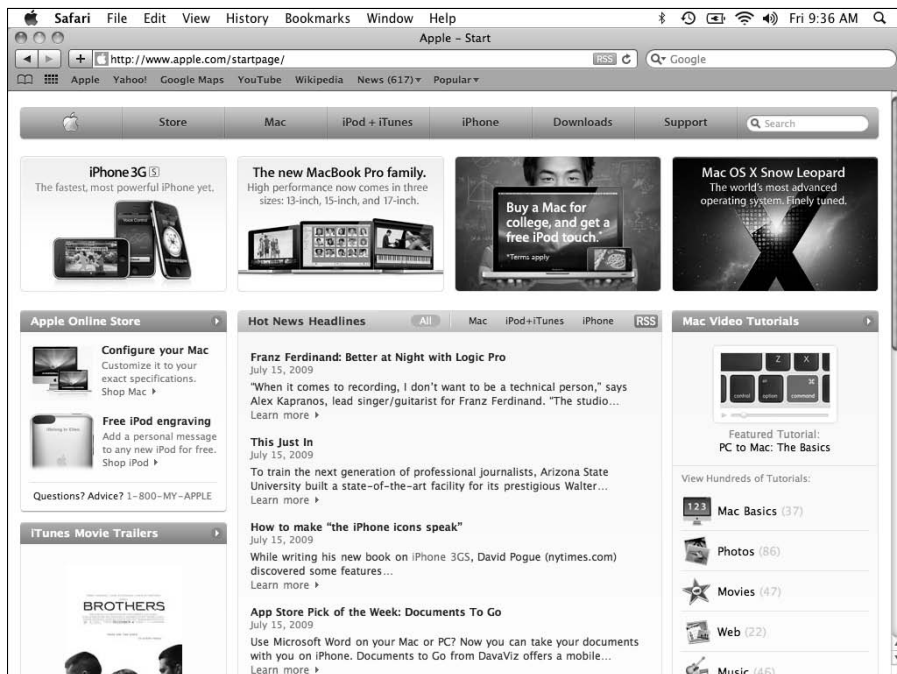 Safari File Edit View History Bookmarks Window Help Fri 9:36 AM
Apple – Start
http://www.apple.com/startpage/ RSS Google
Apple Yahoo! Google Maps YouTube Wikipedia News (617) Popular
Store Mac iPod + iTunes iPhone Downloads Support Search
iPhone 3G S
The fastest, most powerful iPhone yet.
The new MacBook Pro family.
High performance now comes in three
sizes: 13-inch, 15-inch, and 17-inch.
Buy a Mac for
college, and get a
free iPod touch.*
*Terms apply
Mac OS X Snow Leopard
The world's most advanced
operating system. Finely tuned.
Apple Online Store
Configure your Mac
Customize it to your
exact specifications.
Shop Mac
Free iPod engraving
Add a personal message
to any new iPod for free.
Shop iPod
Questions? Advice? 1-800-MY-APPLE
iTunes Movie Trailers
BROTHERS
Hot News Headlines All Mac iPod+iTunes iPhone RSS
Franz Ferdinand: Better at Night with Logic Pro
July 15, 2009
"When it comes to recording, I don't want to be a technical person," says
Alex Kapranos, lead singer/guitarist for Franz Ferdinand. "The studio…
Learn more
This Just In
July 15, 2009
To train the next generation of professional journalists, Arizona State
University built a state-of-the-art facility for its prestigious Walter…
Learn more
How to make "the iPhone icons speak"
July 15, 2009
While writing his new book on iPhone 3GS, David Pogue (nytimes.com)
discovered some features…
Learn more
App Store Pick of the Week: Documents To Go
July 15, 2009
Use Microsoft Word on your Mac or PC? Now you can take your documents
with you on iPhone. Documents to Go from DavaViz offers a mobile…
Learn more
Mac Video Tutorials
Z X
control option command
Featured Tutorial:
PC to Mac: The Basics
View Hundreds of Tutorials:
123 Mac Basics (37)
Photos (86)
Movies (47)
Web (22)
Music (46)